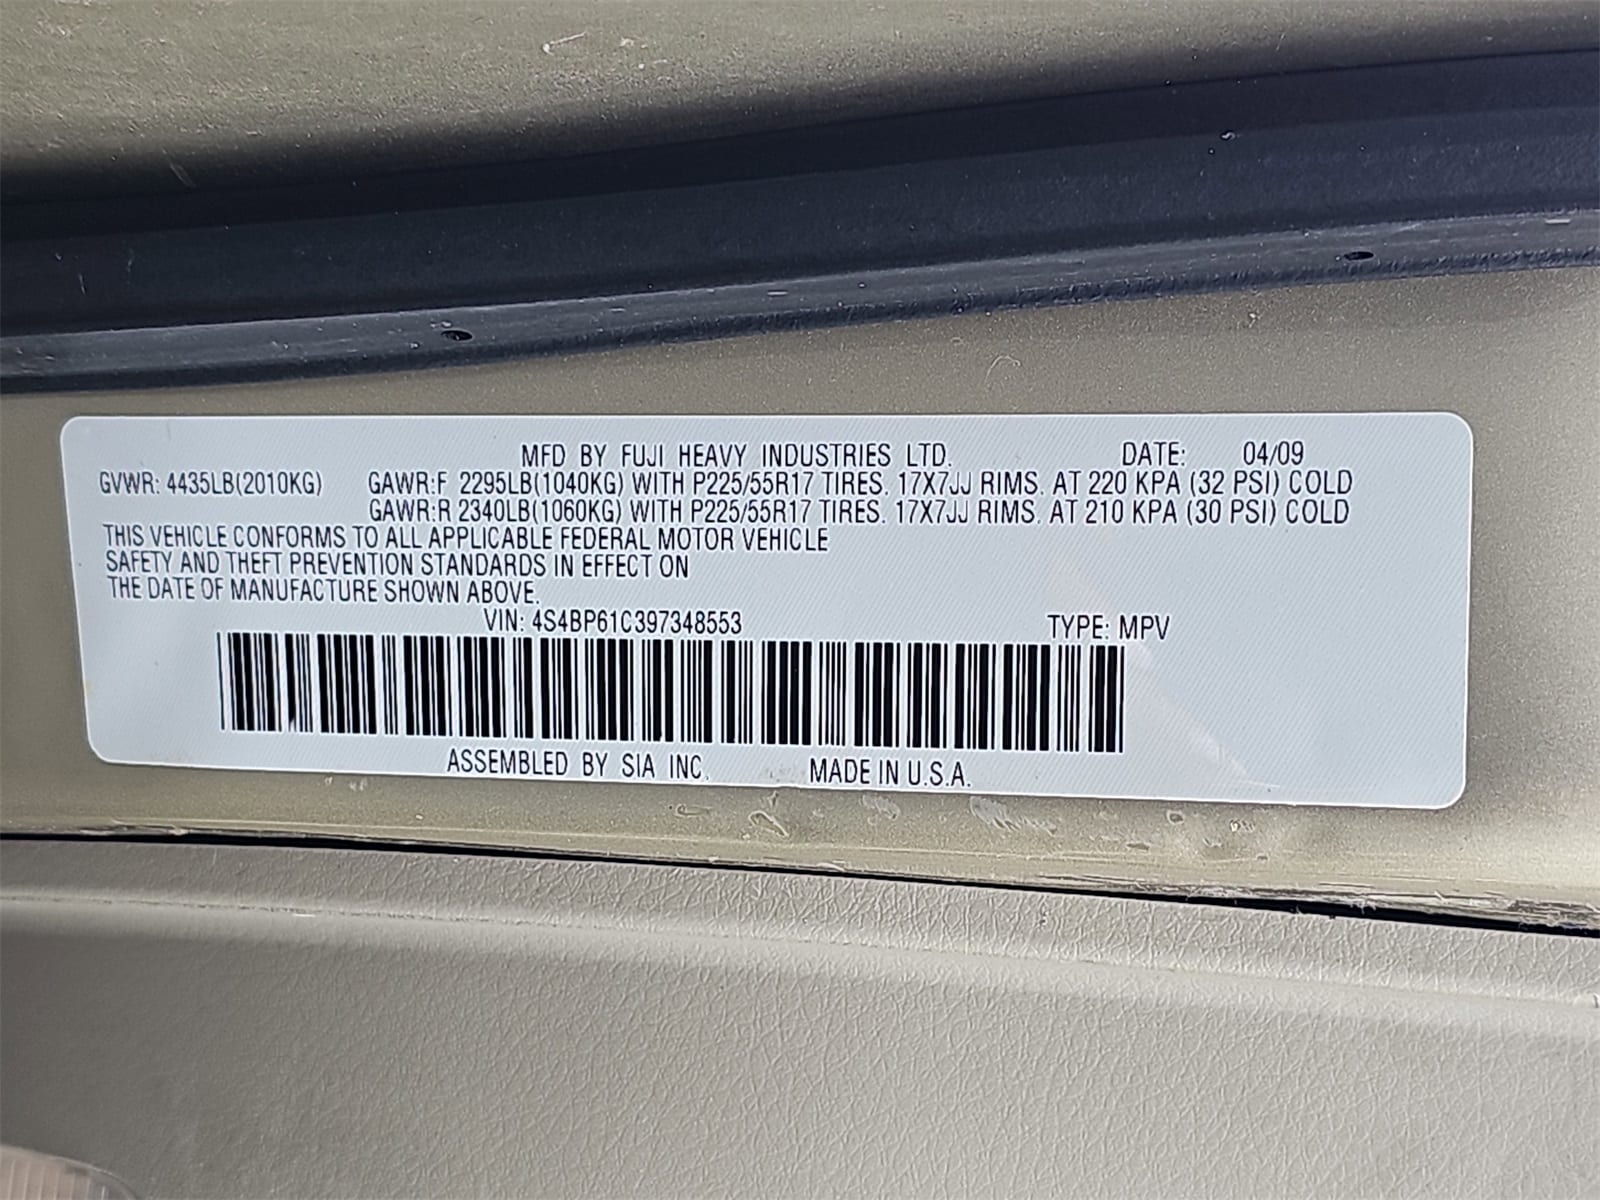 MFD BY FUJI HEAVY INDUSTRIES LTD. DATE: 04/09
GVWR: 4435LB(2010KG) GAWR:F 2295LB(1040KG) WITH P225/55R17 TIRES. 17X7JJ RIMS. AT 220 KPA (32 PSI) COLD
GAWR:R 2340LB(1060KG) WITH P225/55R17 TIRES. 17X7JJ RIMS. AT 210 KPA (30 PSI) COLD
THIS VEHICLE CONFORMS TO ALL APPLICABLE FEDERAL MOTOR VEHICLE
SAFETY AND THEFT PREVENTION STANDARDS IN EFFECT ON
THE DATE OF MANUFACTURE SHOWN ABOVE.
VIN: 4S4BP61C397348553 TYPE: MPV
ASSEMBLED BY SIA INC. MADE IN U.S.A.